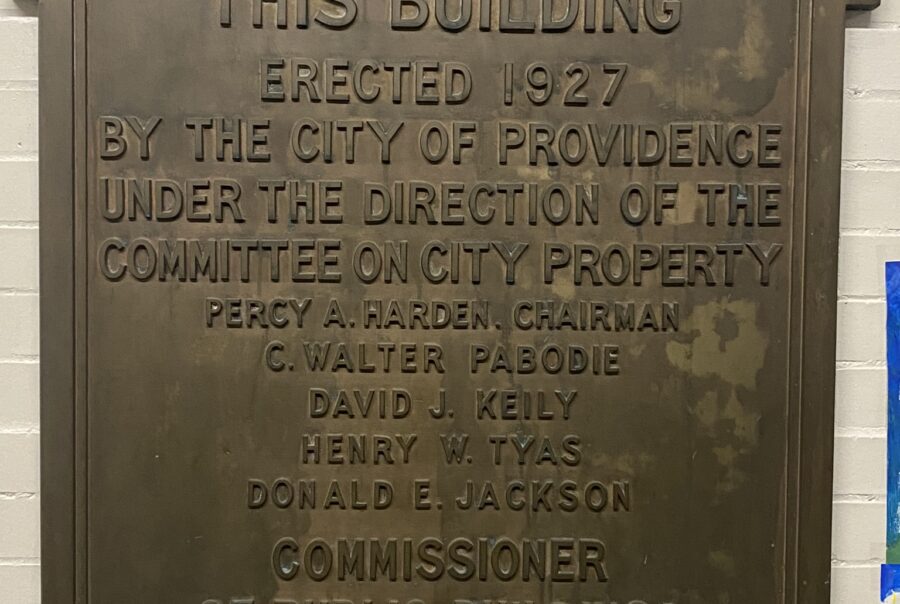 THIS BUILDING
ERECTED 1927
BY THE CITY OF PROVIDENCE
UNDER THE DIRECTION OF THE
COMMITTEE ON CITY PROPERTY
PERCY A. HARDEN. CHAIRMAN
C. WALTER PABODIE
DAVID J. KEILY
HENRY W. TYAS
DONALD E. JACKSON
COMMISSIONER